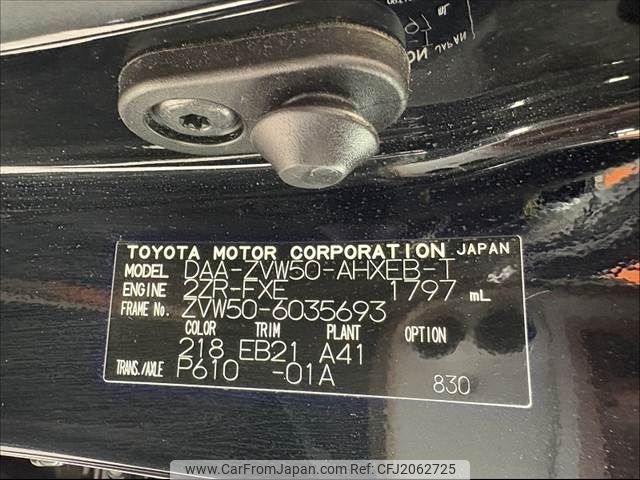 TOYOTA MOTOR CORPORATION JAPAN
MODEL DAA-ZVW50-AHXEB-T
ENGINE 2ZR-FXE 1797 mL
FRAME No. ZVW50-6035693
COLOR TRIM PLANT OPTION
218 EB21 A41
TRANS./AXLE P610 -01A 830
www.CarFromJapan.com | Ref No: CFJ2062725